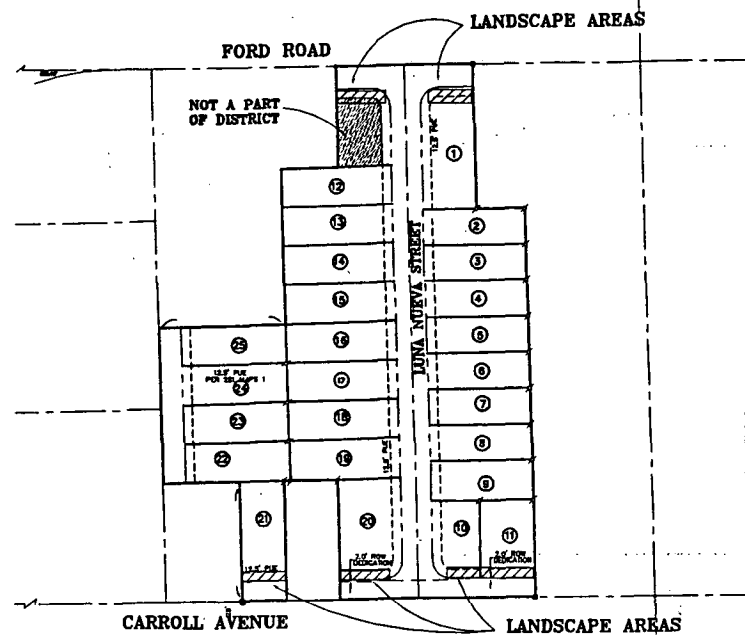 LANDSCAPE AREAS
FORD ROAD
NOT A PART
OF DISTRICT
12.5' PUE
1
12
2
13
3
14
4
LUNA NUEVA STREET
15
5
16
25
6
12.5' PUE
17
24
7
18
23
8
19
22
9
21
20
10
11
2.0' ROW
DEDICATION
2.0' ROW
DEDICATION
12.5' PUE
CARROLL AVENUE
LANDSCAPE AREAS